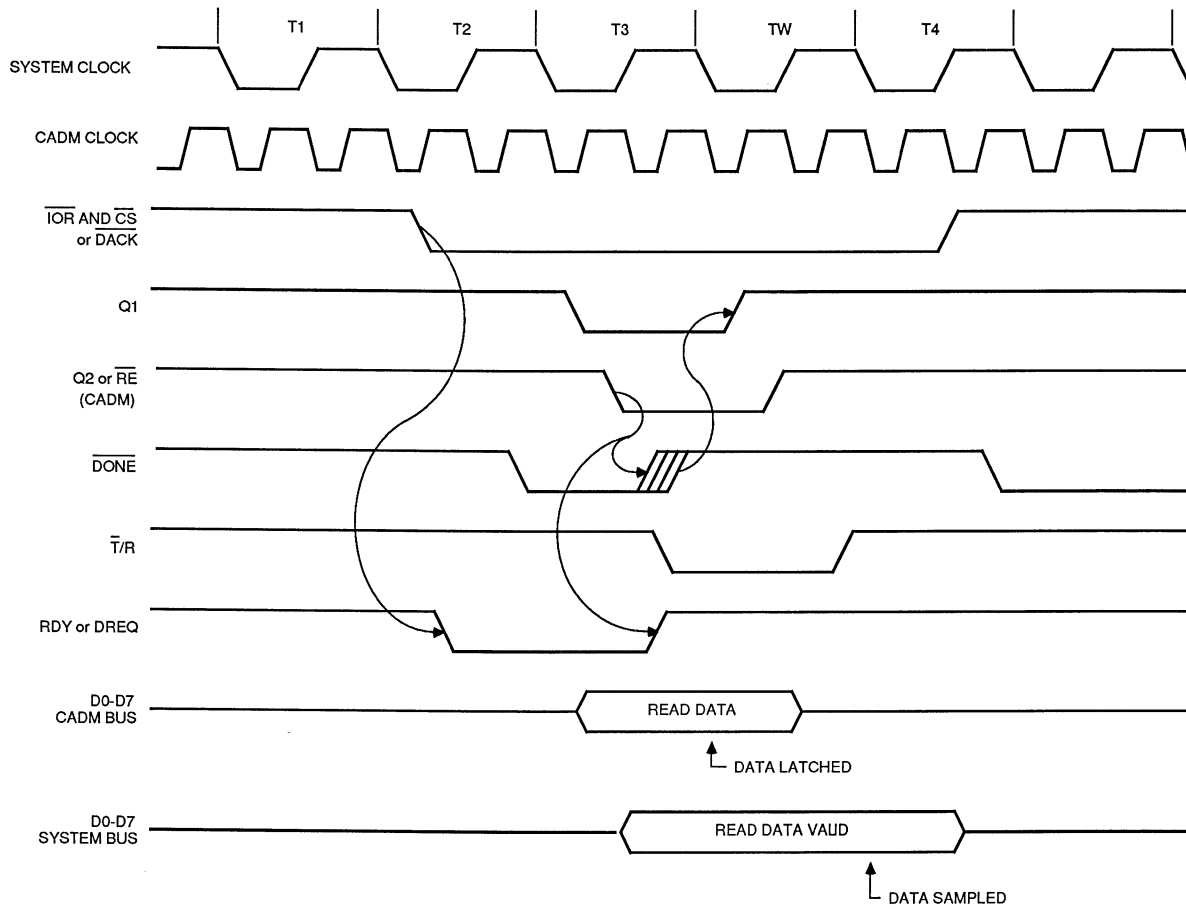 T1 T2 T3 TW T4
SYSTEM CLOCK
CADM CLOCK
IOR AND CS
or DACK
Q1
Q2 or RE
(CADM)
DONE
T/R
RDY or DREQ
D0-D7
CADM BUS
READ DATA
DATA LATCHED
D0-D7
SYSTEM BUS
READ DATA VALID
DATA SAMPLED